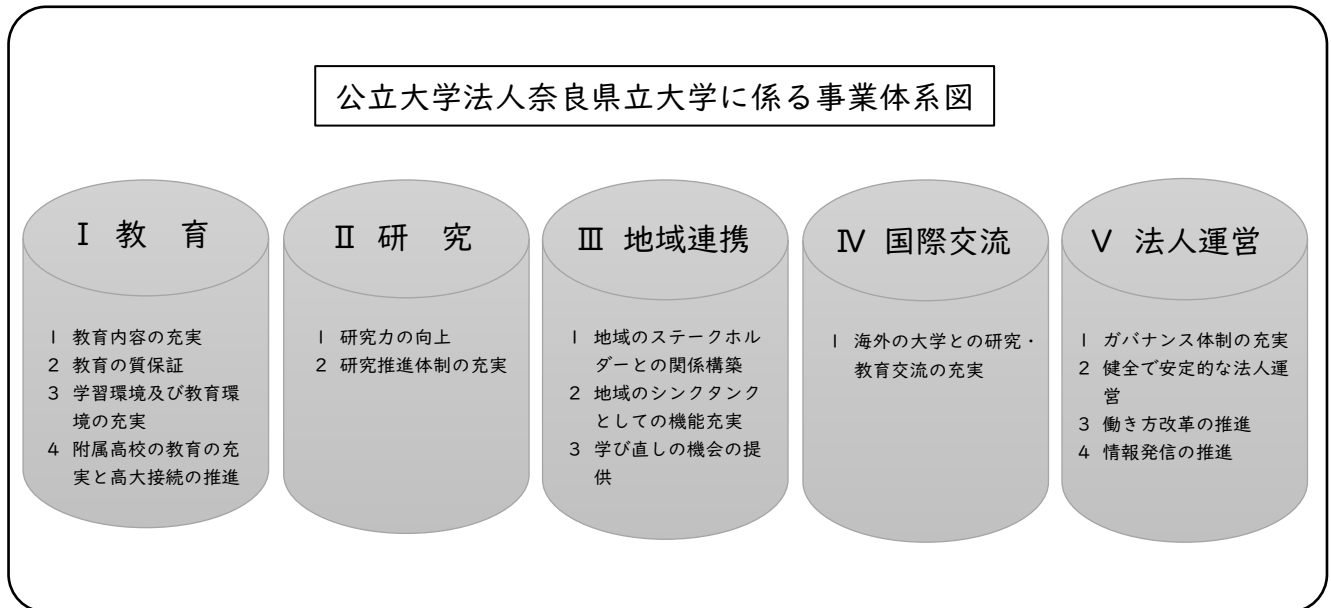 公立大学法人奈良県立大学に係る事業体系図
Ⅰ 教　育
1 教育内容の充実
2 教育の質保証
3 学習環境及び教育環
境の充実
4 附属高校の教育の充
実と高大接続の推進
Ⅱ 研　究
1 研究力の向上
2 研究推進体制の充実
Ⅲ 地域連携
1 地域のステークホル
ダーとの関係構築
2 地域のシンクタンク
としての機能充実
3 学び直しの機会の提
供
Ⅳ 国際交流
1 海外の大学との研究・
教育交流の充実
Ⅴ 法人運営
1 ガバナンス体制の充実
2 健全で安定的な法人運
営
3 働き方改革の推進
4 情報発信の推進